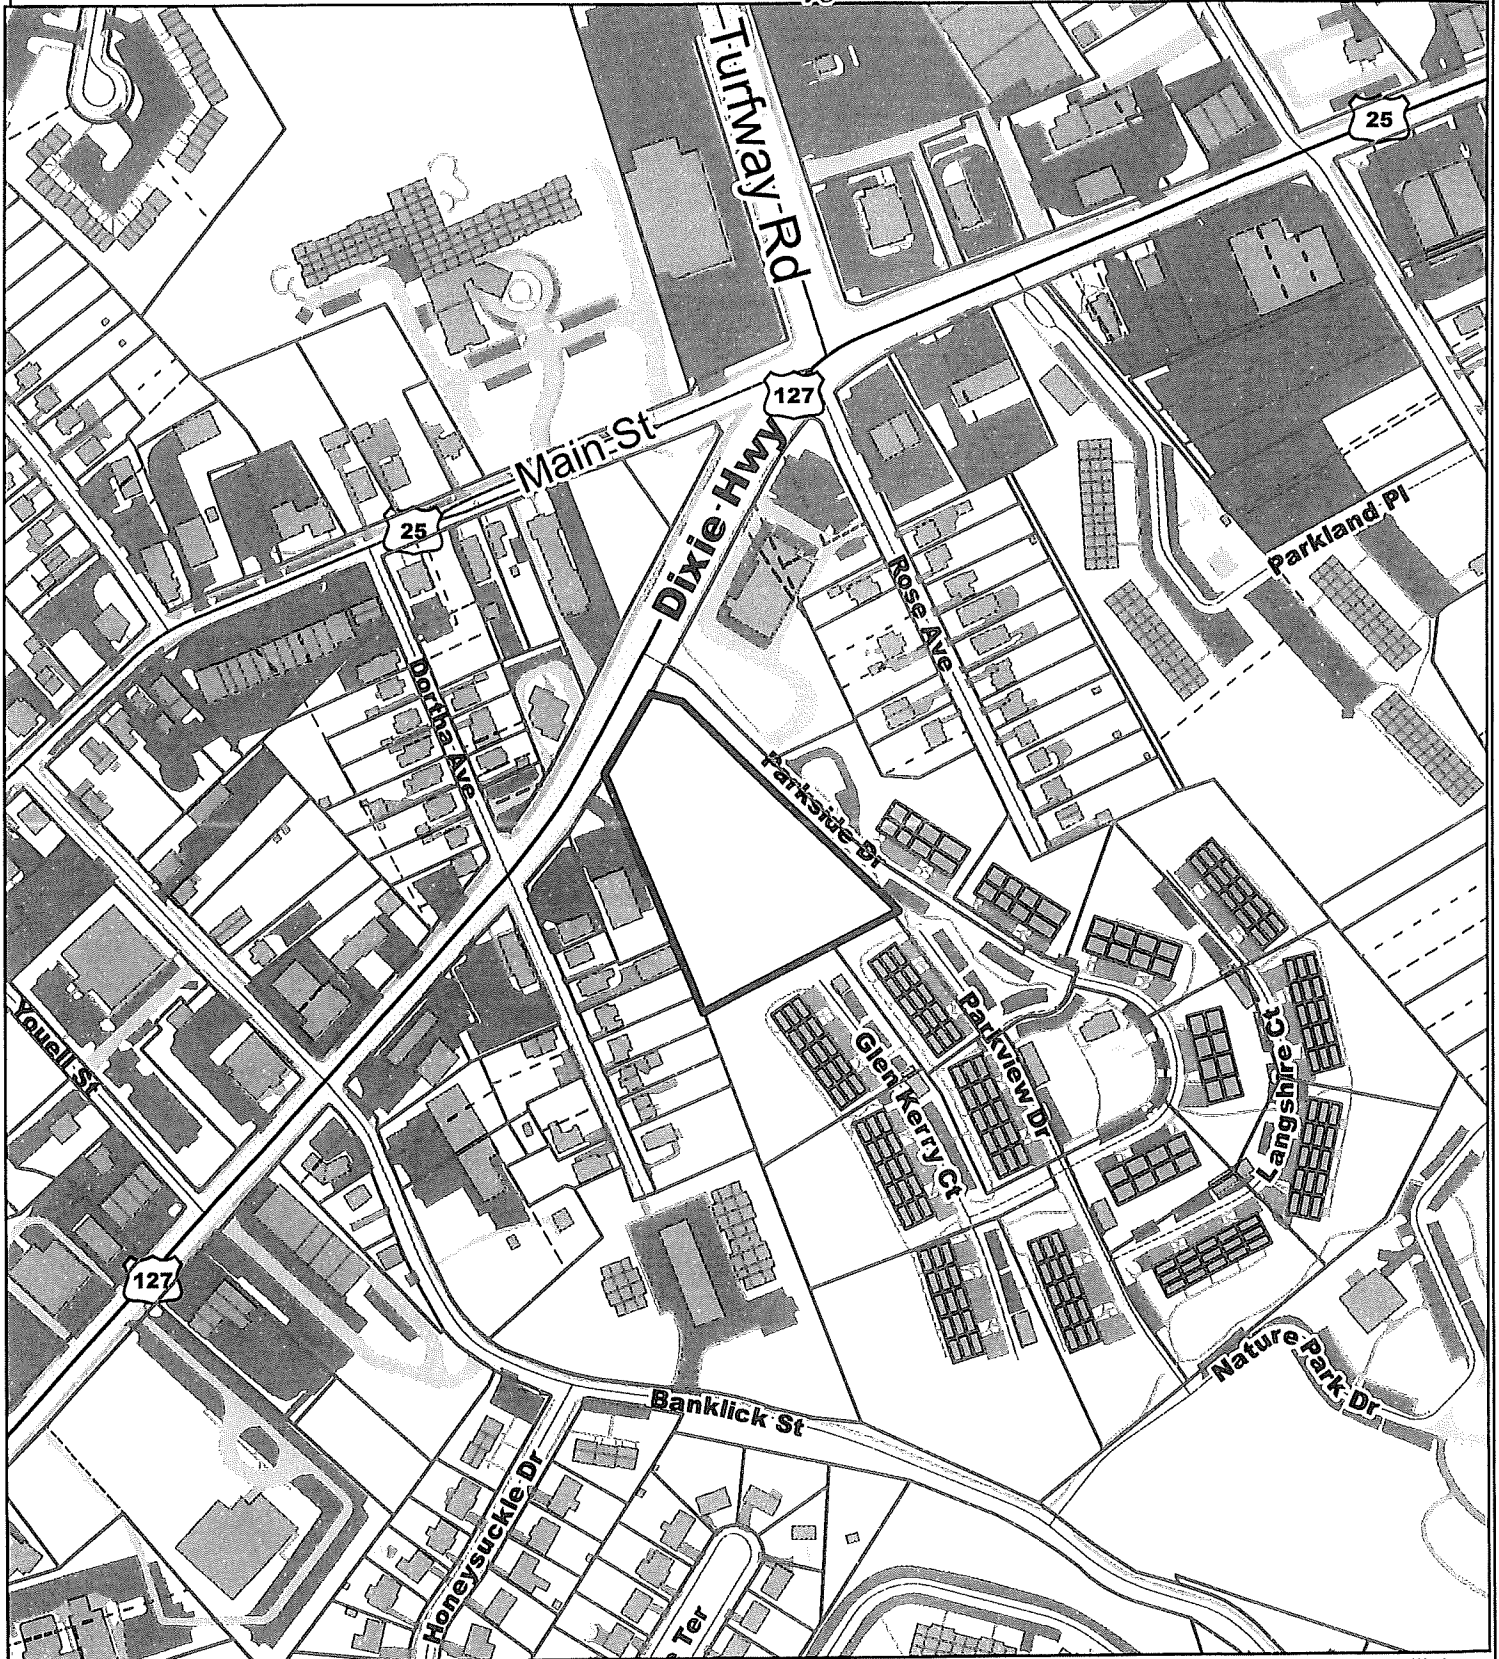 Turfway Rd
25
127
Main St
Dixie Hwy
25
Parkland Pl
Rose Ave
Dortha Ave
Parkside Dr
Youell St
Glen Kerry Ct
Parkview Dr
Langshire Ct
127
Nature Park Dr
Banklick St
Honeysuckle Dr
Ter